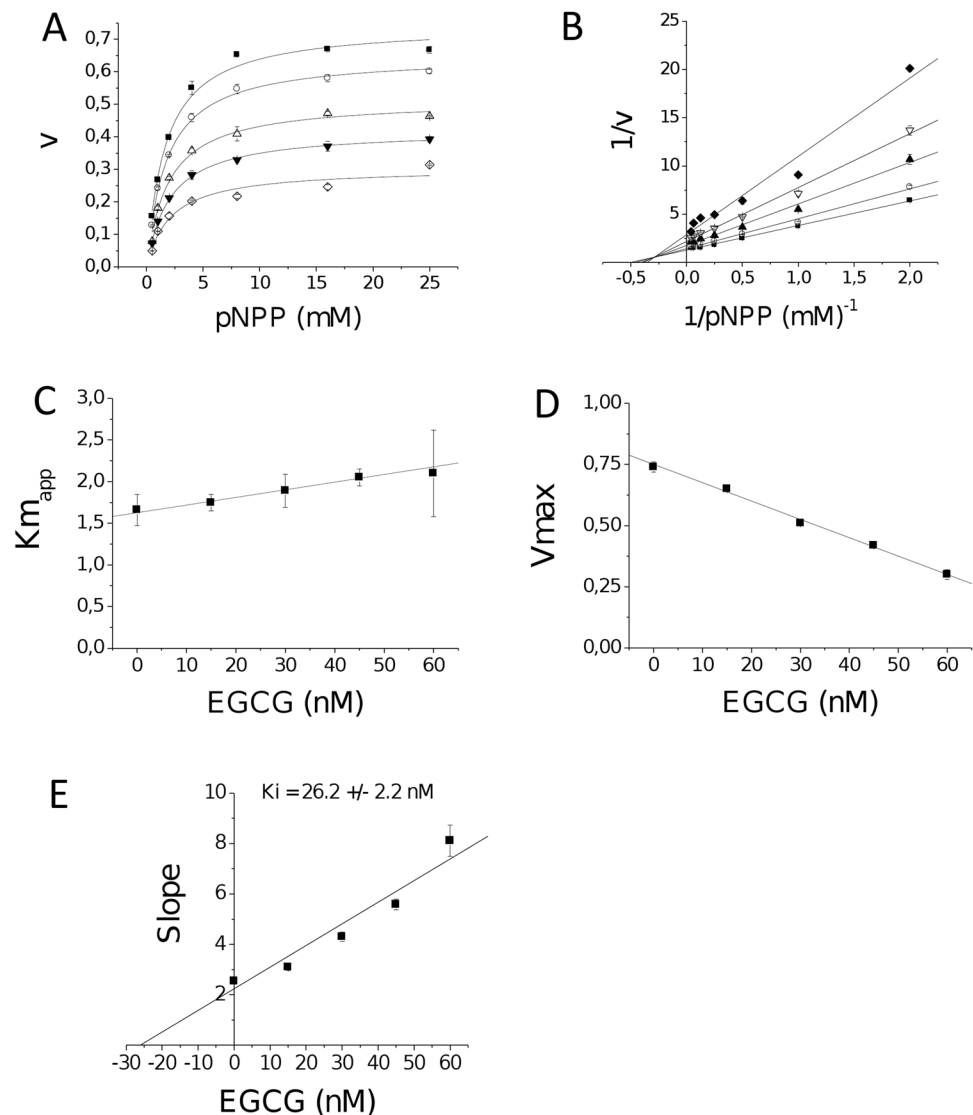 A
0,7
0,6
0,5
0,4
0,3
0,2
0,1
0,0
v
0 5 10 15 20 25
pNPP (mM)
B
25
20
15
10
5
1/v
-0,5 0,0 0,5 1,0 1,5 2,0
1/pNPP (mM)-1
C
3,0
2,5
2,0
1,5
1,0
0,5
0,0
Kmapp
0 10 20 30 40 50 60
EGCG (nM)
D
1,00
0,75
0,50
0,25
0,00
Vmax
0 10 20 30 40 50 60
EGCG (nM)
E
Ki = 26.2 +/- 2.2 nM
10
8
6
4
2
Slope
-30 -20 -10 0 10 20 30 40 50 60
EGCG (nM)